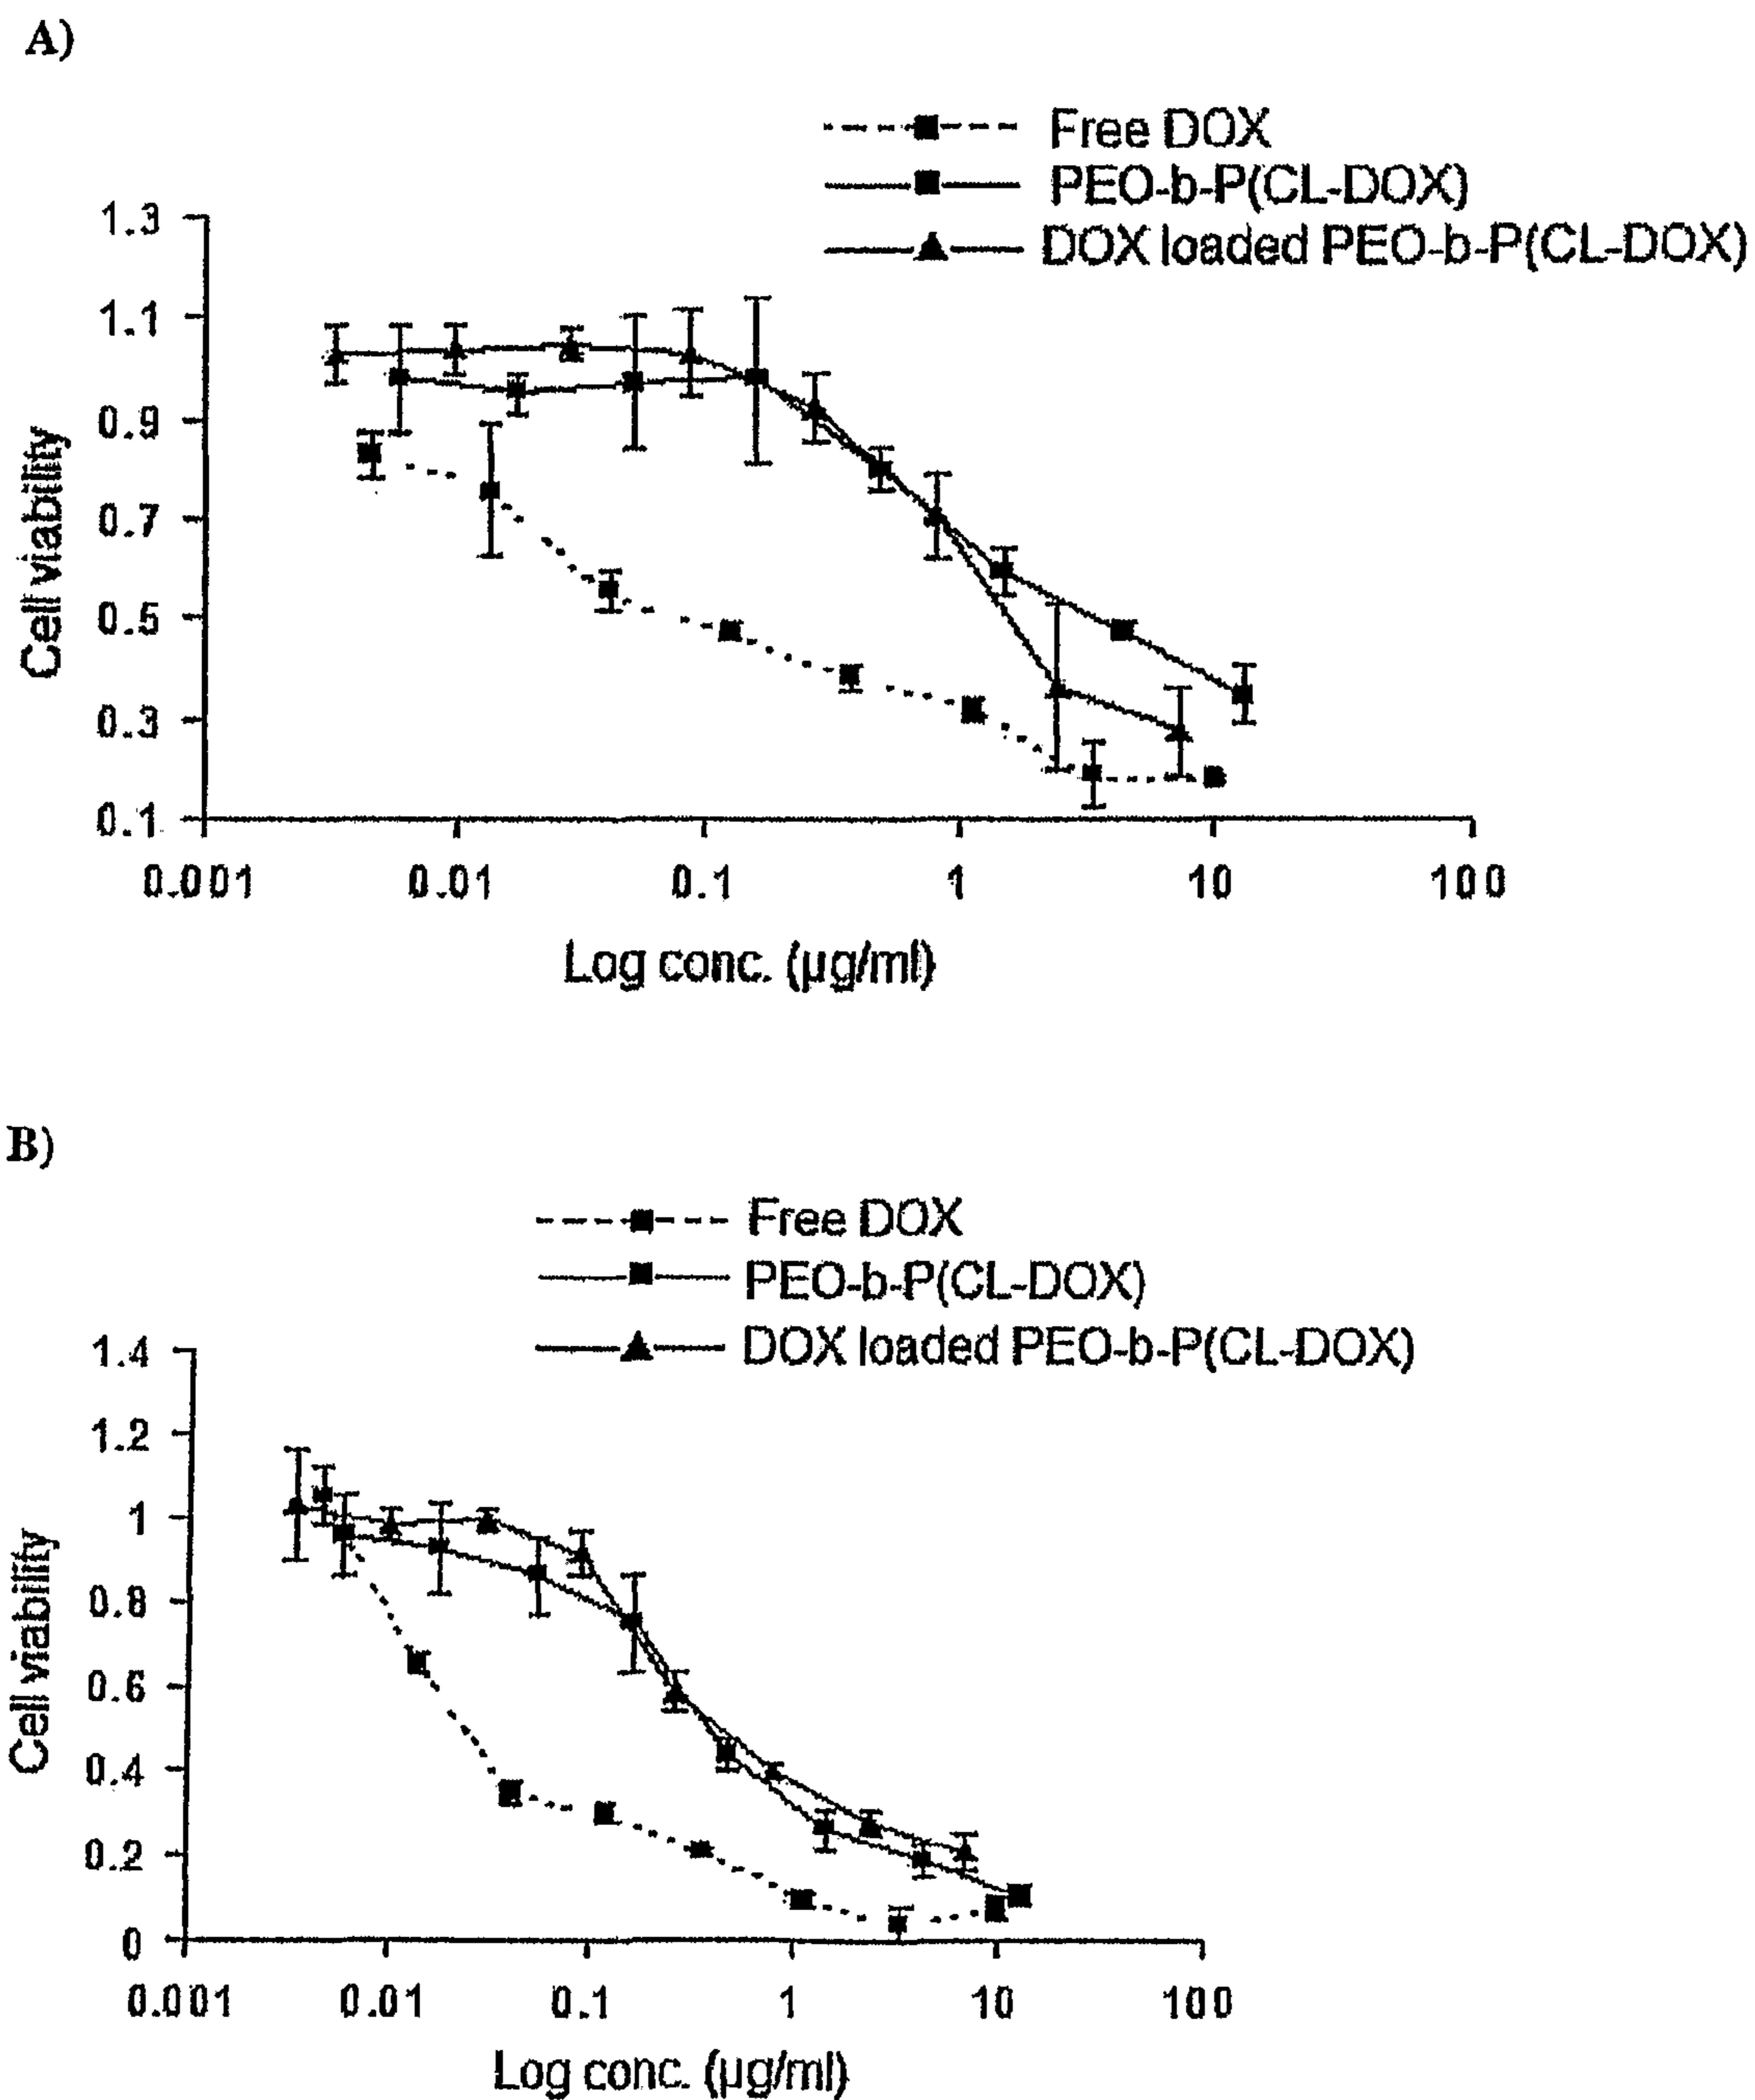 A)
Free DOX
PEO-b-P(CL-DOX)
DOX loaded PEO-b-P(CL-DOX)
1.3
1.1
0.9
0.7
0.5
0.3
0.1
Cell viability
0.001 0.01 0.1 1 10 100
Log conc. (µg/ml)
B)
Free DOX
PEO-b-P(CL-DOX)
DOX loaded PEO-b-P(CL-DOX)
1.4
1.2
1
0.8
0.6
0.4
0.2
0
Cell viability
0.001 0.01 0.1 1 10 100
Log conc. (µg/ml)